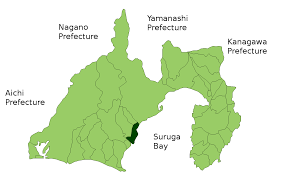 Yamanashi
Prefecture
Nagano
Prefecture
Kanagawa
Prefecture
Aichi
Prefecture
Suruga
Bay